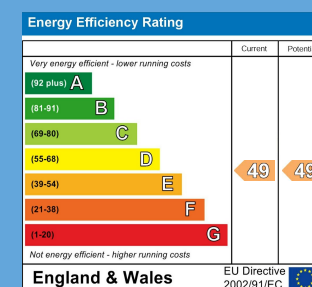 Energy Efficiency Rating
Current
Very energy efficient - lower running costs
(92 plus) A
(81-91) B
(69-80) C
(55-68) D
(39-54) E
49 49
(21-38) F
(1-20) G
Not energy efficient - higher running costs
England & Wales
EU Directive
2002/91/EC